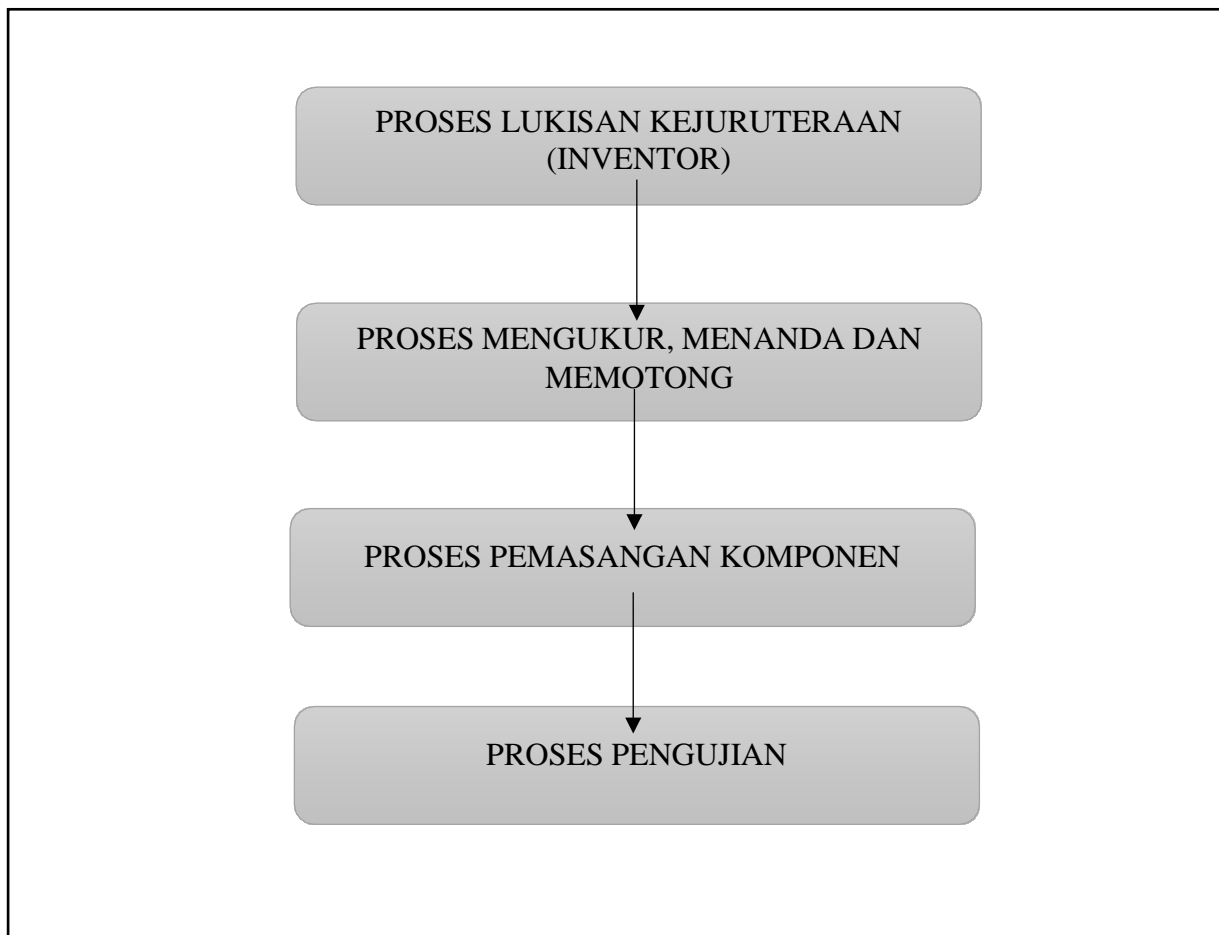 PROSES LUKISAN KEJURUTERAAN
(INVENTOR)
PROSES MENGUKUR, MENANDA DAN
MEMOTONG
PROSES PEMASANGAN KOMPONEN
PROSES PENGUJIAN